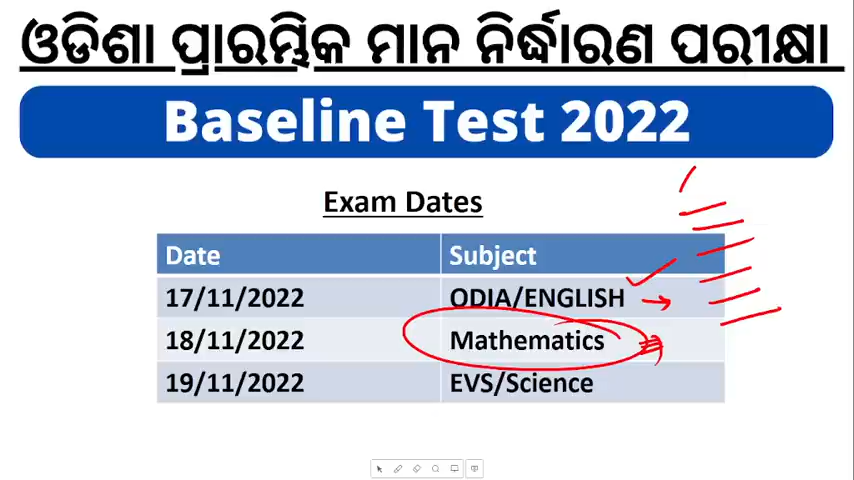 ଓଡିଶା ପ୍ରାରମ୍ଭିକ ମାନ ନିର୍ଦ୍ଧାରଣ ପରୀକ୍ଷା
Baseline Test 2022
Exam Dates
Date Subject
17/11/2022 ODIA/ENGLISH
18/11/2022 Mathematics
19/11/2022 EVS/Science